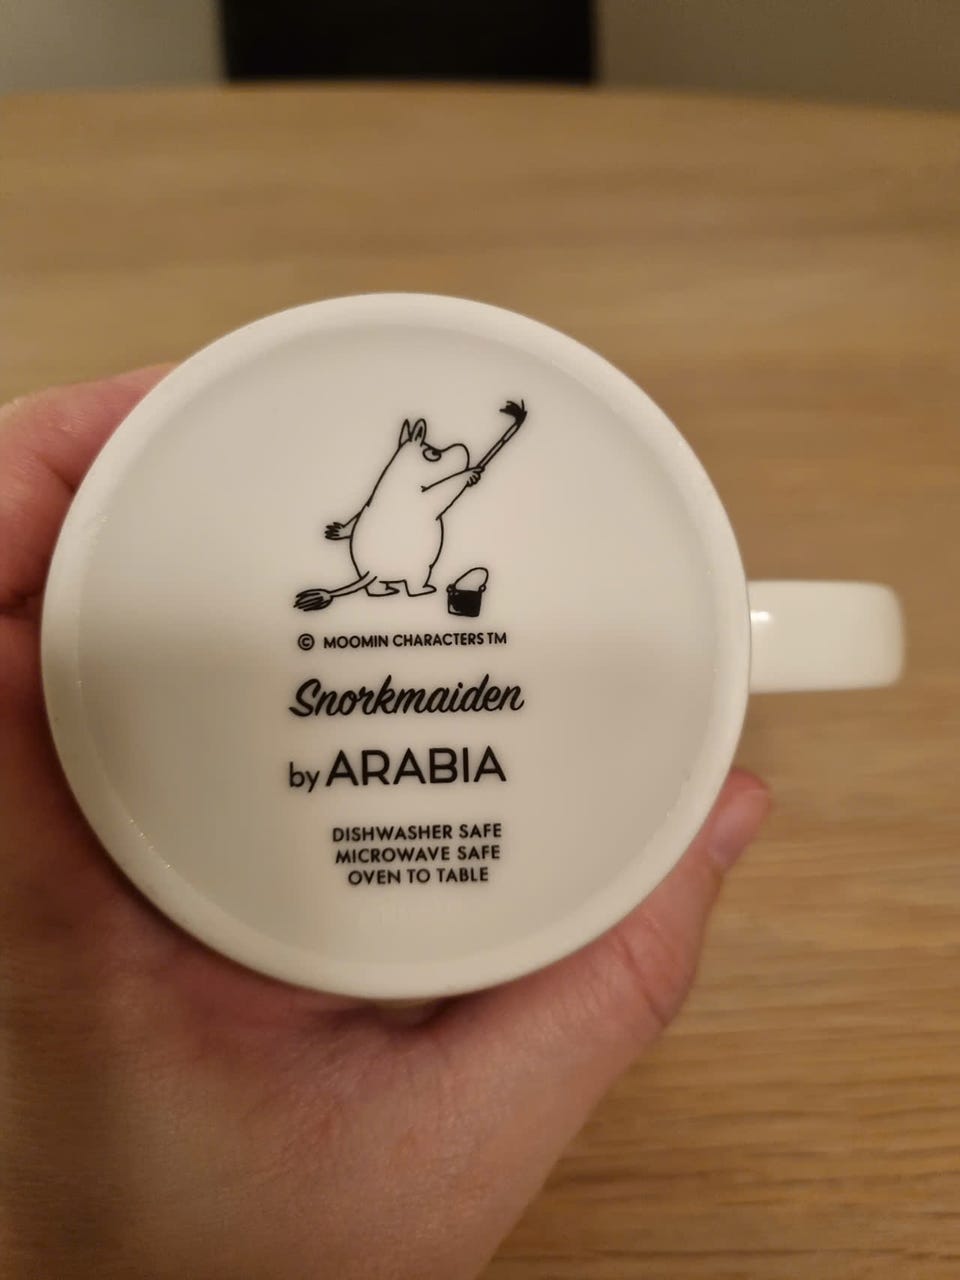 © MOOMIN CHARACTERS TM
Snorkmaiden
by ARABIA
DISHWASHER SAFE
MICROWAVE SAFE
OVEN TO TABLE